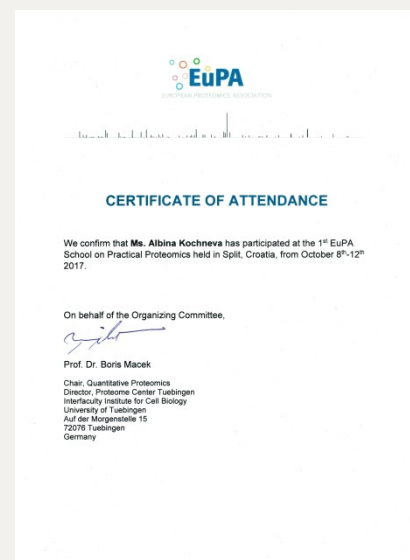 EuPA
EUROPEAN PROTEOMICS ASSOCIATION
CERTIFICATE OF ATTENDANCE
We confirm that Ms. Albina Kochneva has participated at the 1st EuPA
School on Practical Proteomics held in Split, Croatia, from October 8th-12th
2017.
On behalf of the Organizing Committee,
Prof. Dr. Boris Macek
Chair, Quantitative Proteomics
Director, Proteome Center Tuebingen
Interfaculty Institute for Cell Biology
University of Tuebingen
Auf der Morgenstelle 15
72076 Tuebingen
Germany